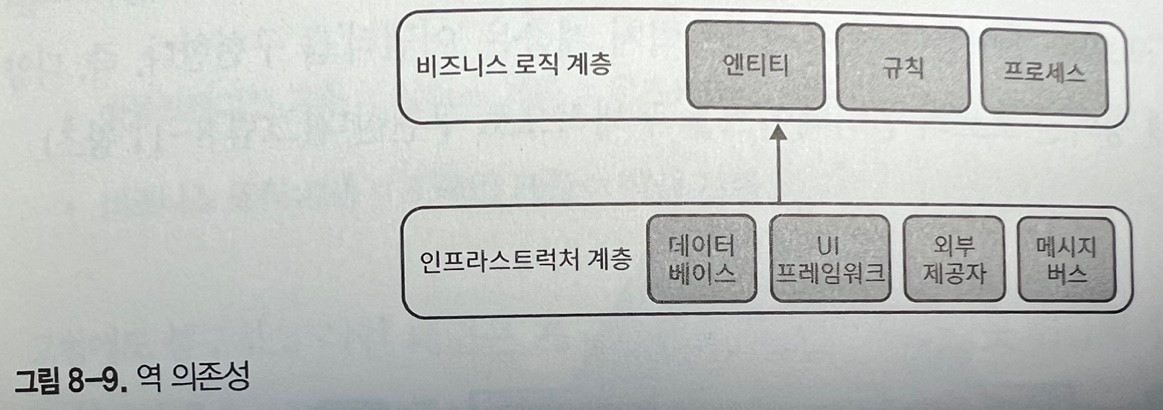 비즈니스 로직 계층
엔티티
규칙
프로세스
인프라스트럭처 계층
데이터
베이스
UI
프레임워크
외부
제공자
메시지
버스
그림 8-9. 역 의존성